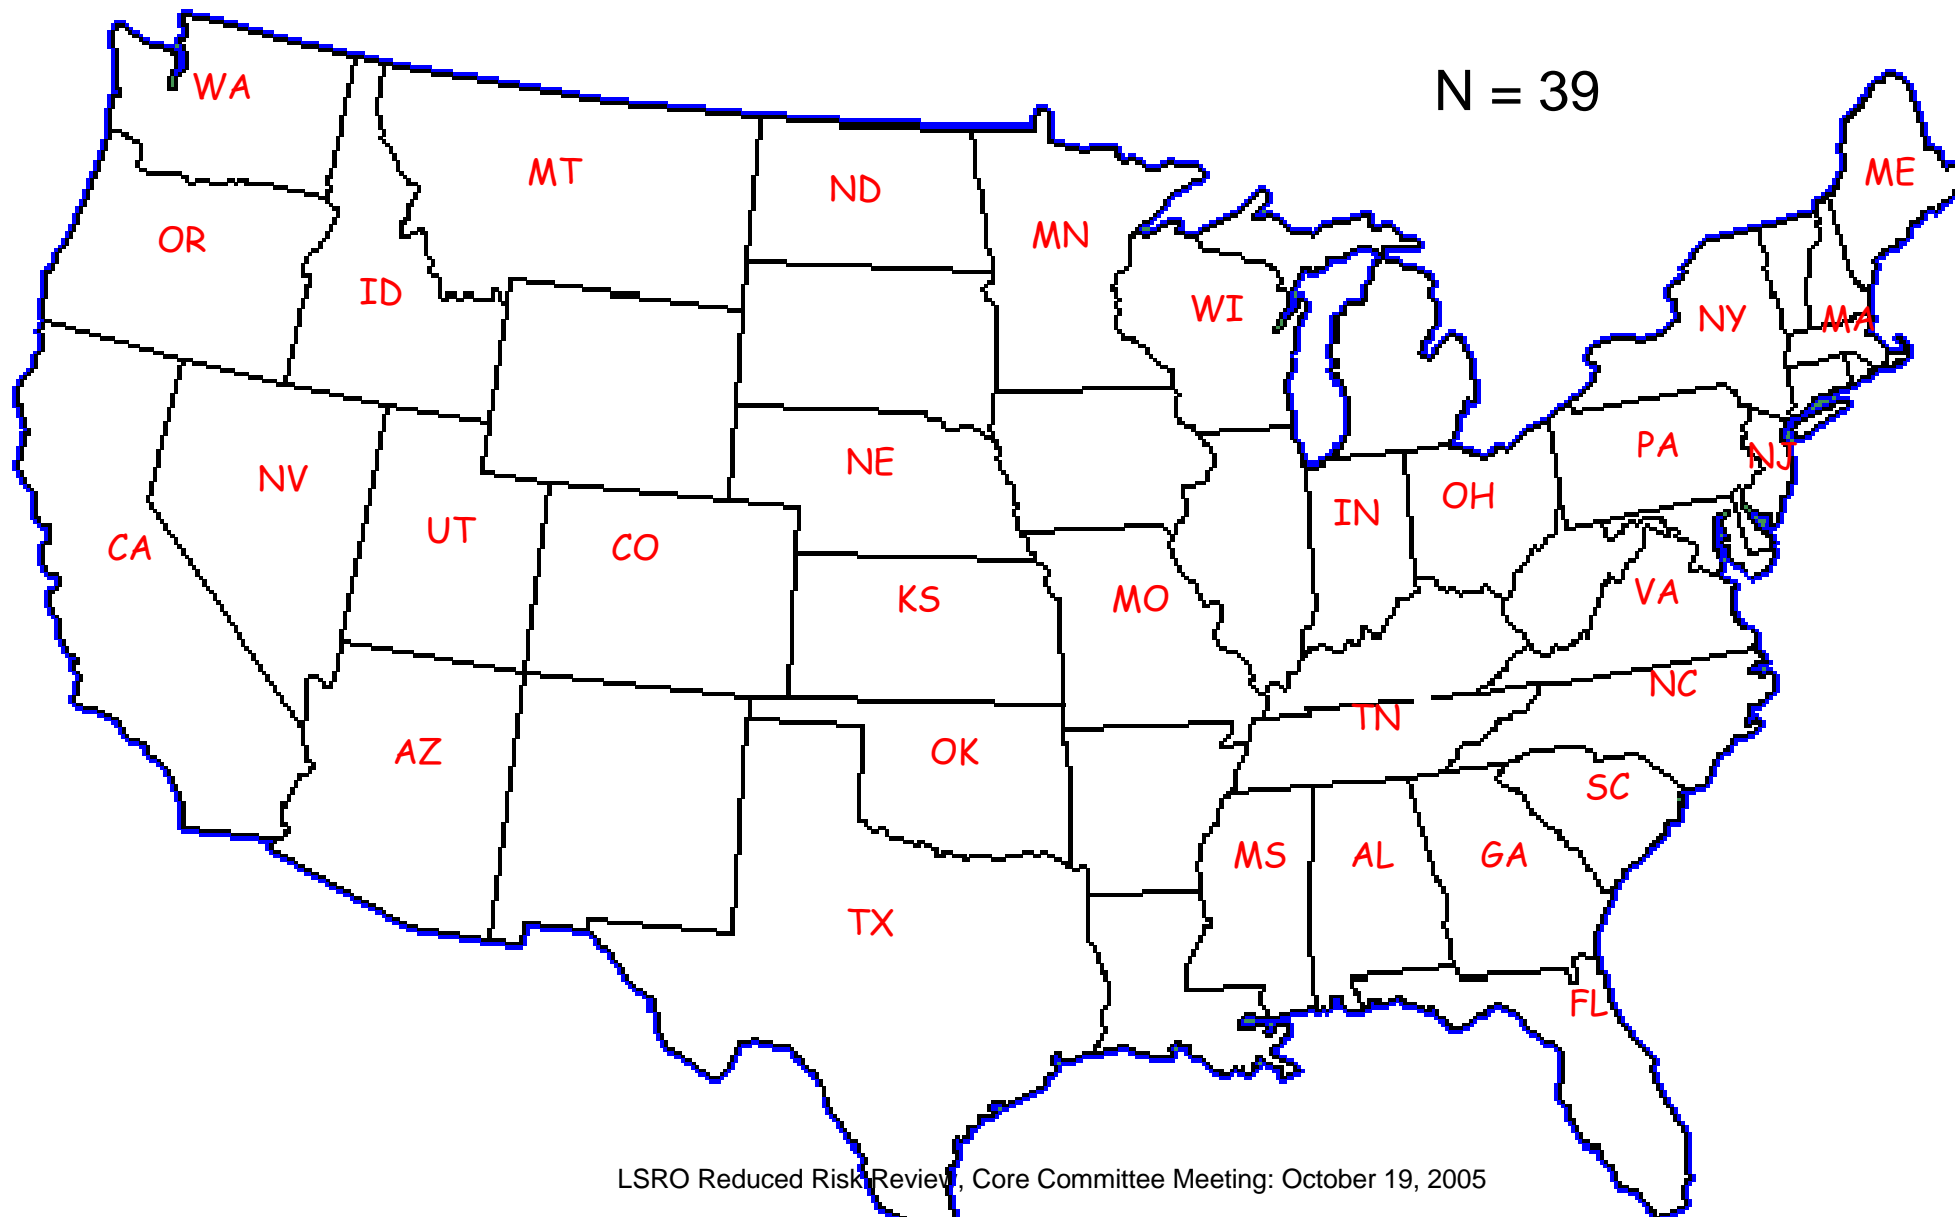 N = 39
WA
MT
ND
ME
OR
MN
ID
WI
NY
MA
NV
NE
PA
NJ
IN
OH
CA
UT
CO
KS
MO
VA
NC
TN
AZ
OK
SC
MS
AL
GA
TX
FL
LSRO Reduced Risk Review, Core Committee Meeting: October 19, 2005